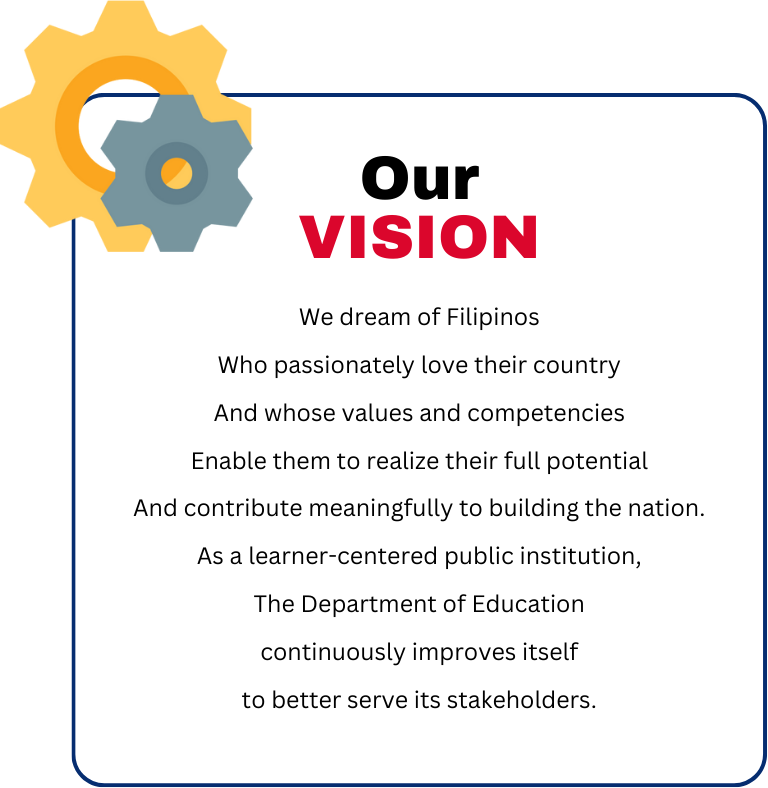 Our
VISION
We dream of Filipinos
Who passionately love their country
And whose values and competencies
Enable them to realize their full potential
And contribute meaningfully to building the nation.
As a learner-centered public institution,
The Department of Education
continuously improves itself
to better serve its stakeholders.